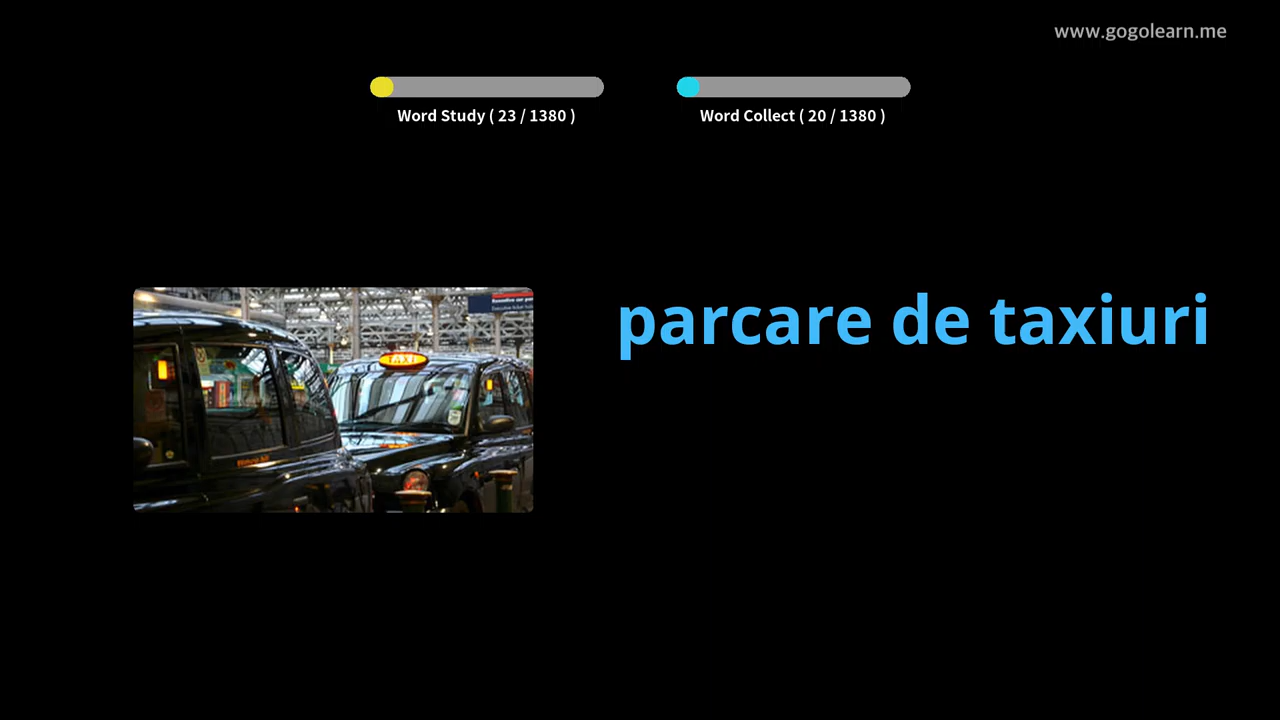 www.gogolearn.me
Word Study ( 23 / 1380 )
Word Collect ( 20 / 1380 )
parcare de taxiuri
TAXI